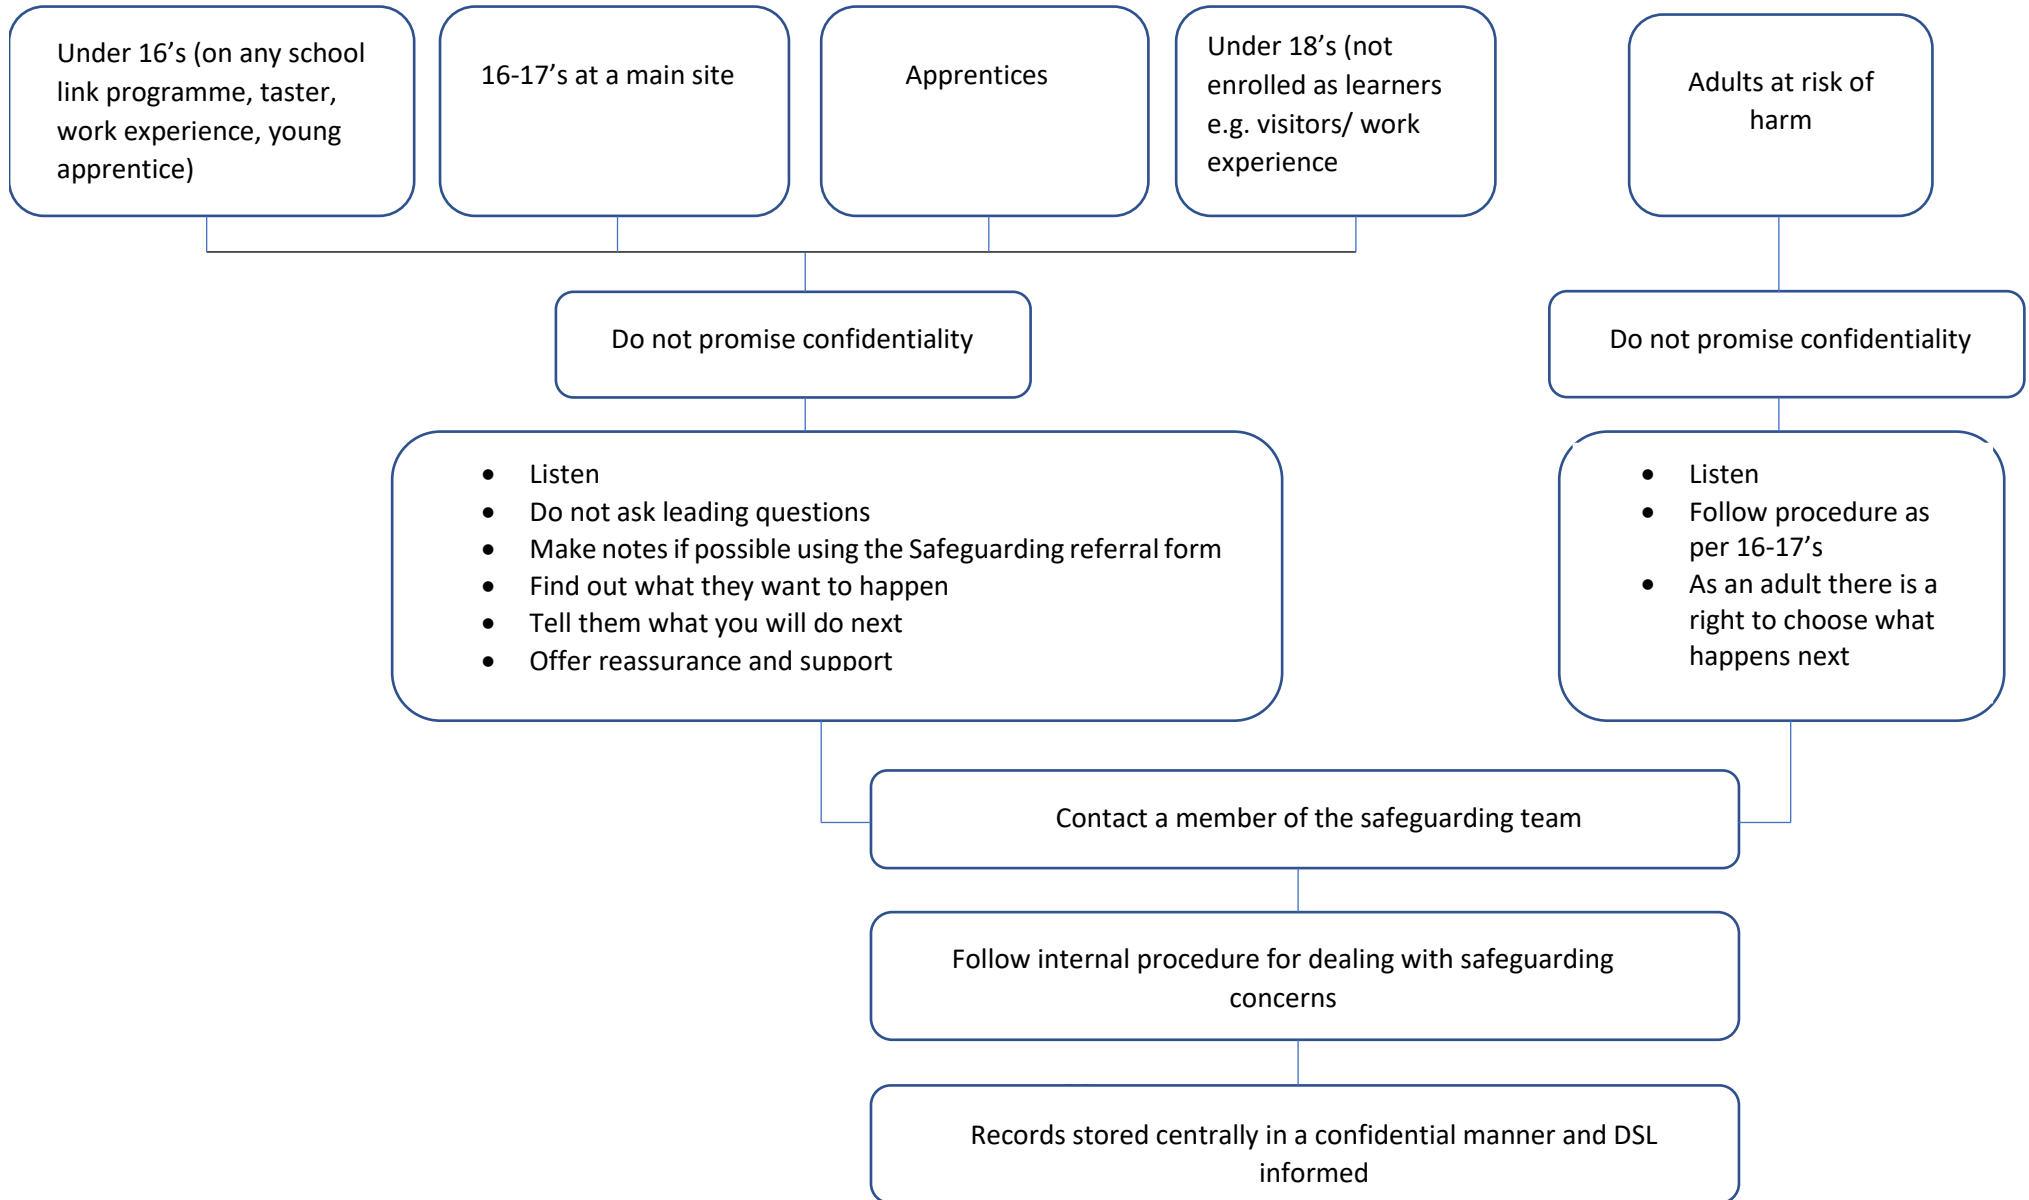 Under 16’s (on any school
link programme, taster,
work experience, young
apprentice)
16-17’s at a main site
Apprentices
Under 18’s (not
enrolled as learners
e.g. visitors/ work
experience
Adults at risk of
harm
Do not promise confidentiality
Do not promise confidentiality
• Listen
• Do not ask leading questions
• Make notes if possible using the Safeguarding referral form
• Find out what they want to happen
• Tell them what you will do next
• Offer reassurance and support
• Listen
• Follow procedure as
per 16-17’s
• As an adult there is a
right to choose what
happens next
Contact a member of the safeguarding team
Follow internal procedure for dealing with safeguarding
concerns
Records stored centrally in a confidential manner and DSL
informed